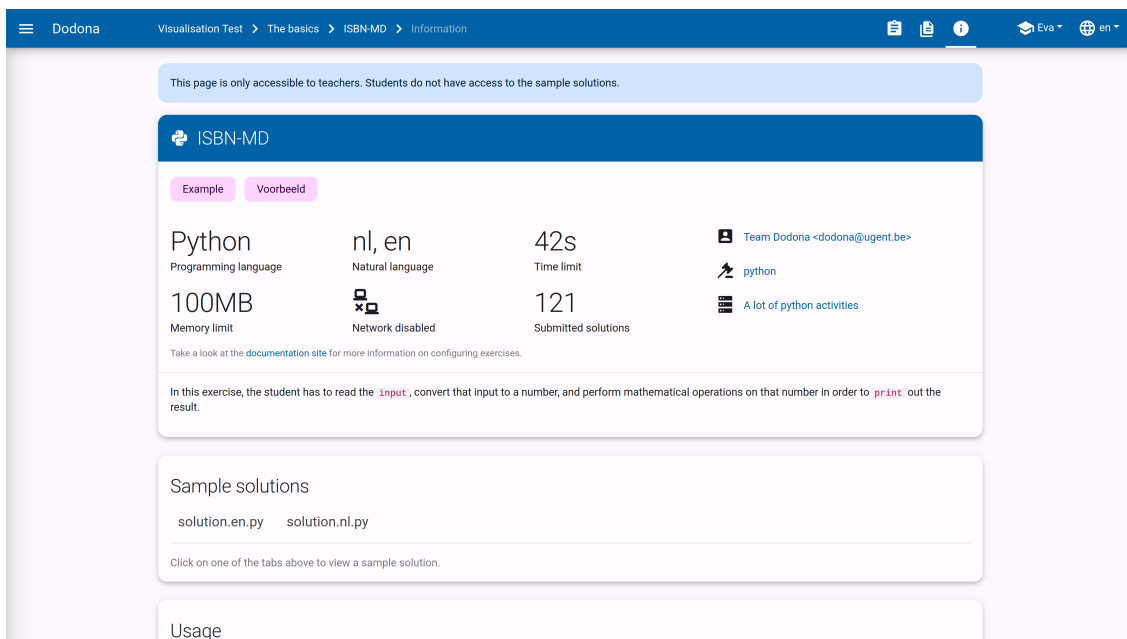 Dodona
Visualisation Test > The basics > ISBN-MD > Information
Eva
en
This page is only accessible to teachers. Students do not have access to the sample solutions.
ISBN-MD
Example Voorbeeld
Python
Programming language
nl, en
Natural language
42s
Time limit
100MB
Memory limit
Network disabled
121
Submitted solutions
Team Dodona <dodona@ugent.be>
python
A lot of python activities
Take a look at the documentation site for more information on configuring exercises.
In this exercise, the student has to read the input, convert that input to a number, and perform mathematical operations on that number in order to print out the
result.
Sample solutions
solution.en.py solution.nl.py
Click on one of the tabs above to view a sample solution.
Usage